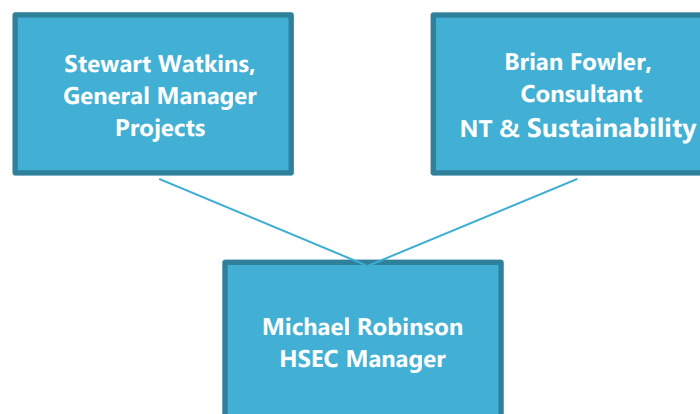 Stewart Watkins,
General Manager
Projects
Brian Fowler,
Consultant
NT & Sustainability
Michael Robinson
HSEC Manager